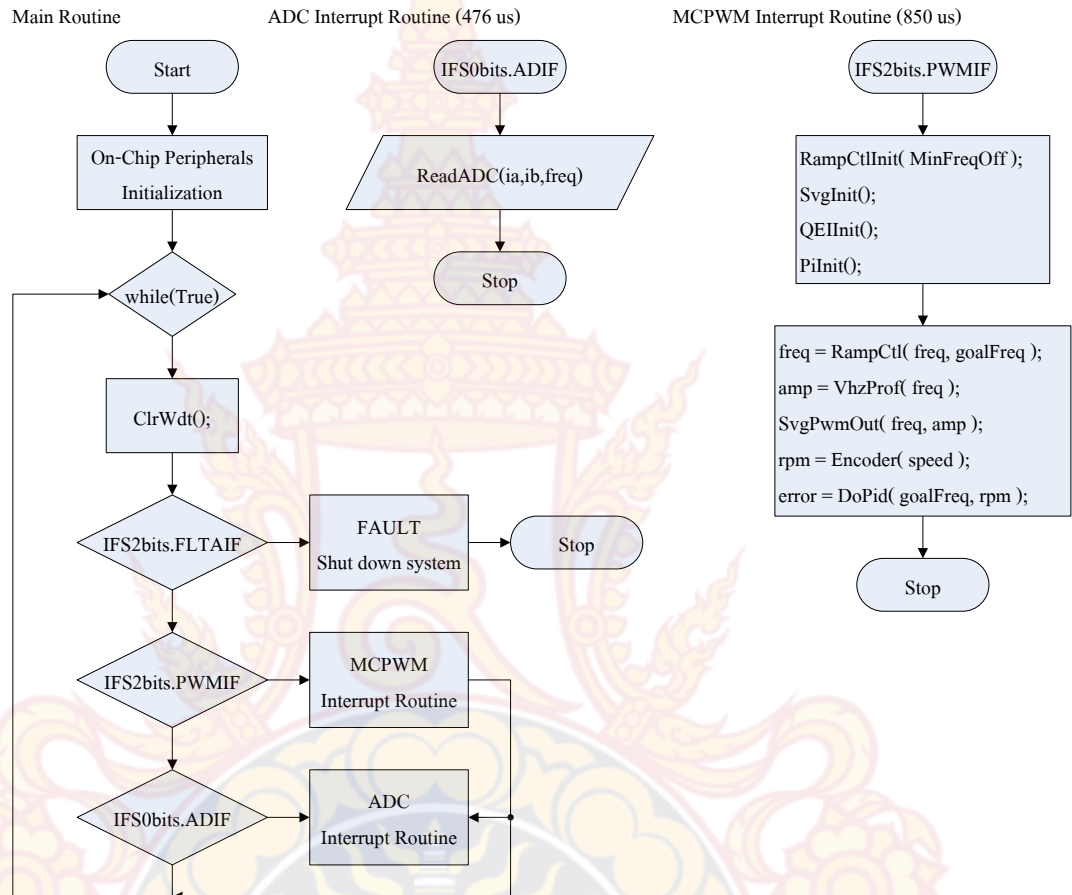 Main Routine
ADC Interrupt Routine (476 us)
MCPWM Interrupt Routine (850 us)
Start
On-Chip Peripherals
Initialization
while(True)
ClrWdt();
IFS2bits.FLTAIF
FAULT
Shut down system
Stop
IFS2bits.PWMIF
MCPWM
Interrupt Routine
IFS0bits.ADIF
ADC
Interrupt Routine
IFS0bits.ADIF
ReadADC(ia,ib,freq)
Stop
IFS2bits.PWMIF
RampCtlInit( MinFreqOff );
SvgInit();
QEIInit();
PiInit();
freq = RampCtl( freq, goalFreq );
amp = VhzProf( freq );
SvgPwmOut( freq, amp );
rpm = Encoder( speed );
error = DoPid( goalFreq, rpm );
Stop